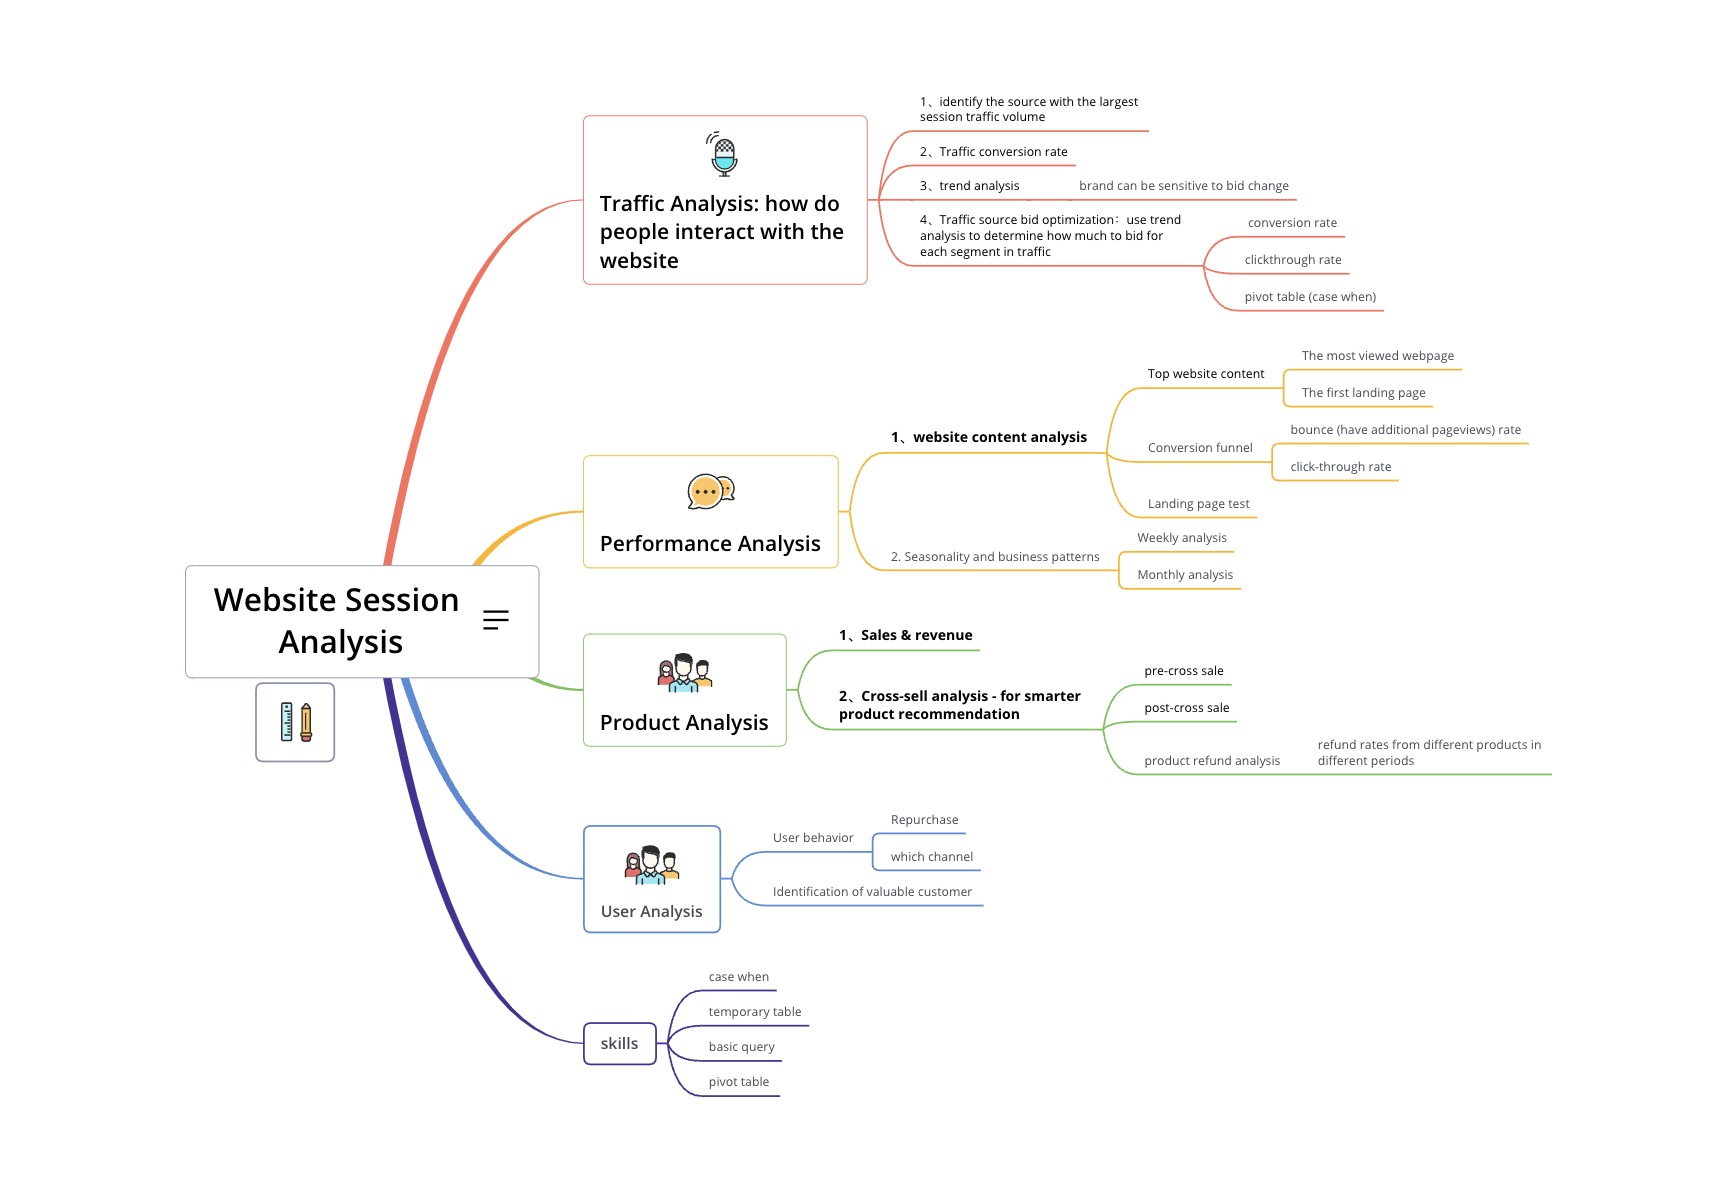 Website Session
Analysis
Traffic Analysis: how do
people interact with the
website
1、identify the source with the largest
session traffic volume
2、Traffic conversion rate
3、trend analysis
brand can be sensitive to bid change
4、Traffic source bid optimization：use trend
analysis to determine how much to bid for
each segment in traffic
conversion rate
clickthrough rate
pivot table (case when)
Performance Analysis
1、website content analysis
Top website content
The most viewed webpage
The first landing page
Conversion funnel
bounce (have additional pageviews) rate
click-through rate
Landing page test
2. Seasonality and business patterns
Weekly analysis
Monthly analysis
Product Analysis
1、Sales & revenue
2、Cross-sell analysis - for smarter
product recommendation
pre-cross sale
post-cross sale
product refund analysis
refund rates from different products in
different periods
User Analysis
User behavior
Repurchase
which channel
Identification of valuable customer
skills
case when
temporary table
basic query
pivot table